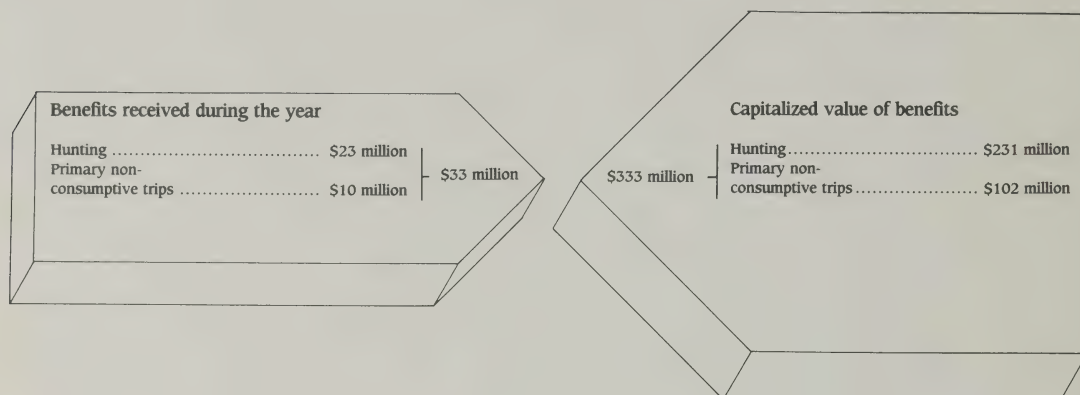 Benefits received during the year
Hunting ................................ $23 million
Primary non-
consumptive trips ...................... $10 million
$33 million
Capitalized value of benefits
$333 million
Hunting................................ $231 million
Primary non-
consumptive trips..................... $102 million